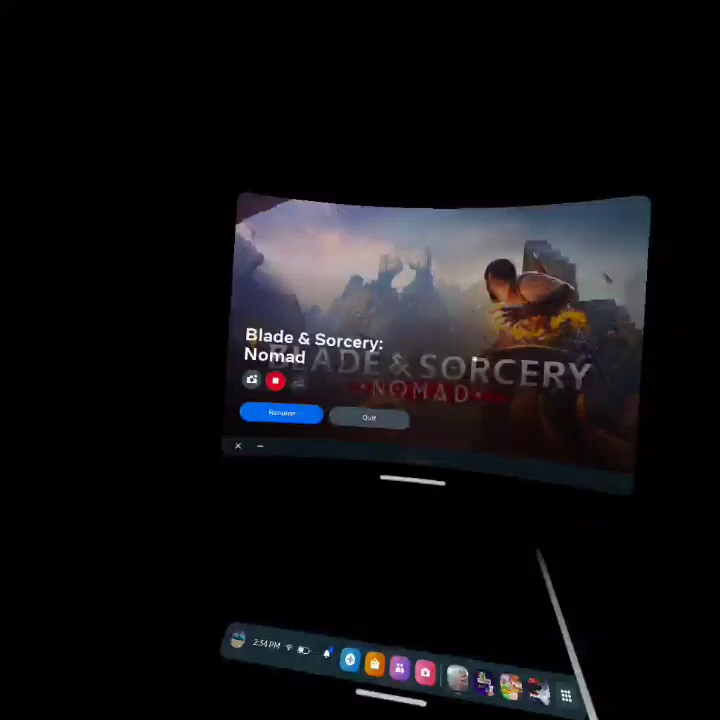 Blade & Sorcery:
Nomad
BLADE & SORCERY
NOMAD
Resume
Quit
2:34 PM